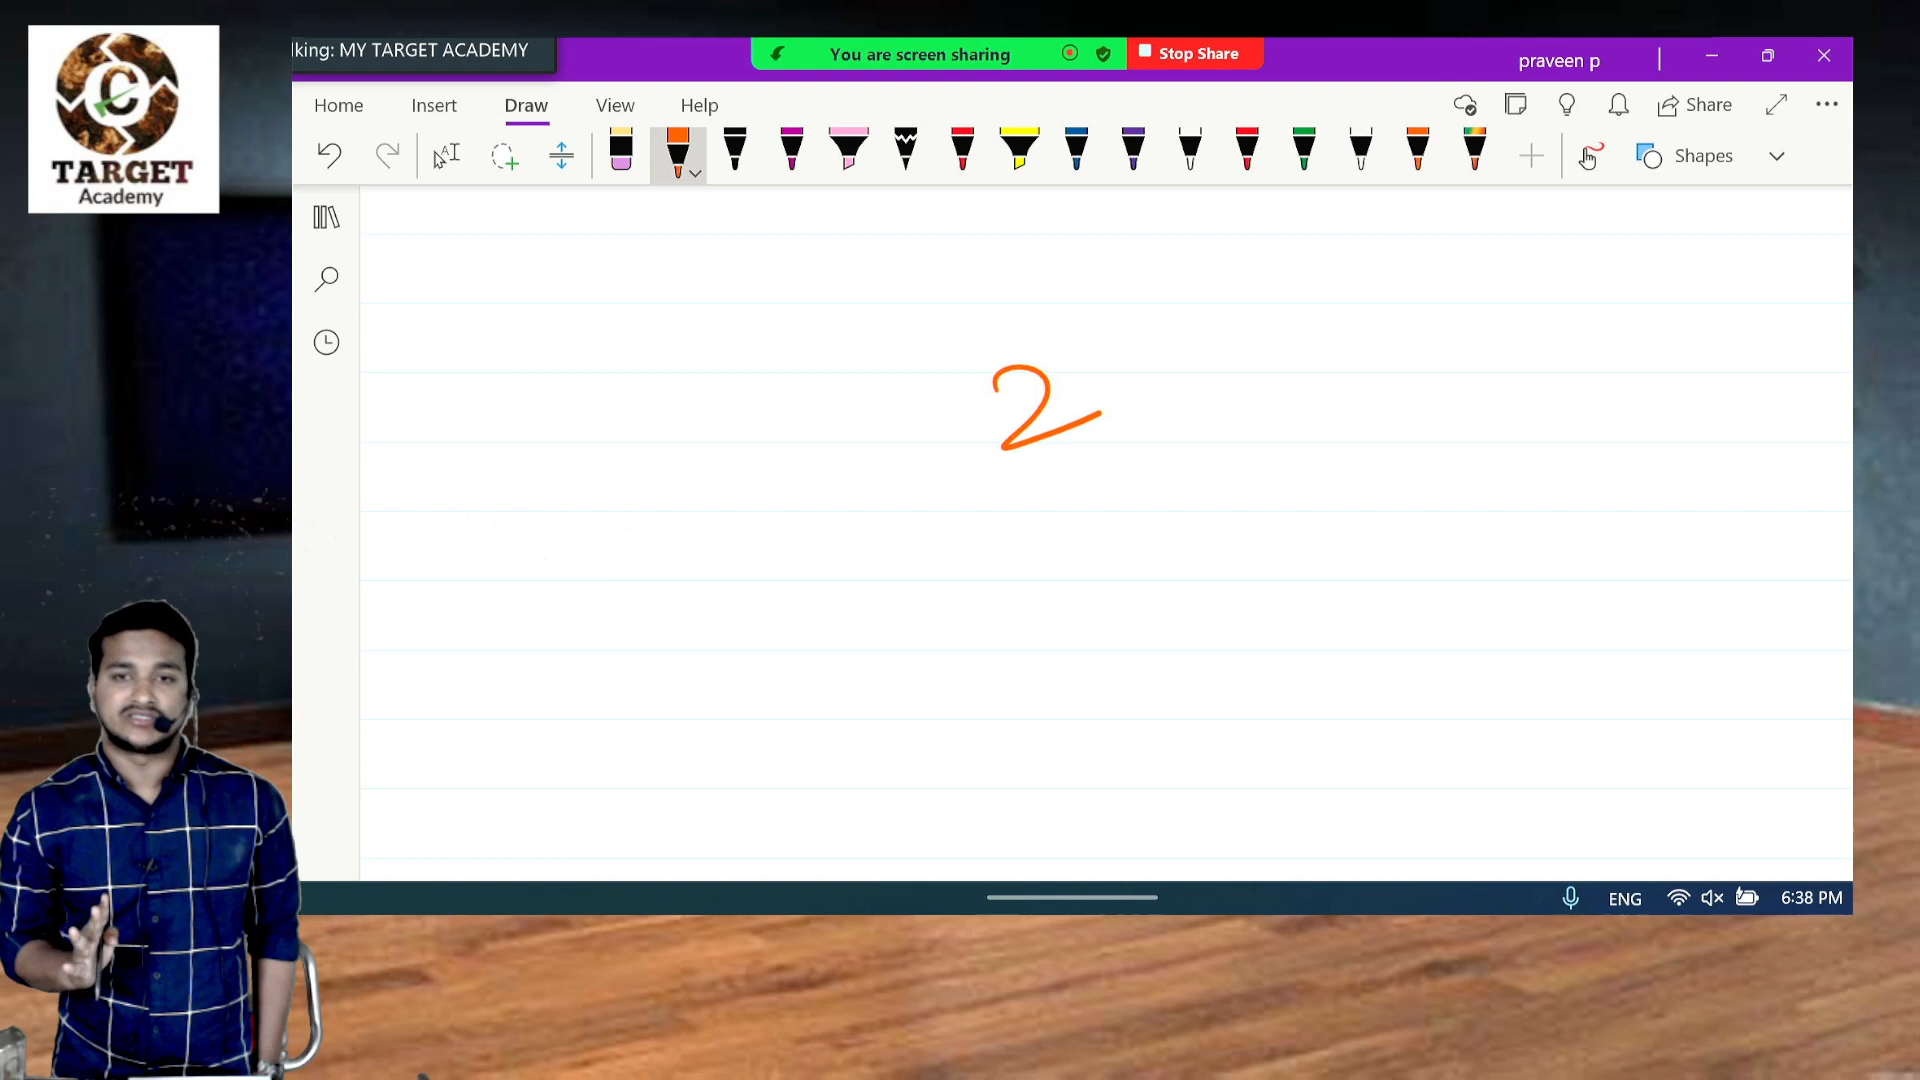 TARGET
Academy
lking: MY TARGET ACADEMY
You are screen sharing
Stop Share
praveen p
Home
Insert
Draw
View
Help
Share
Shapes
2
ENG
6:38 PM